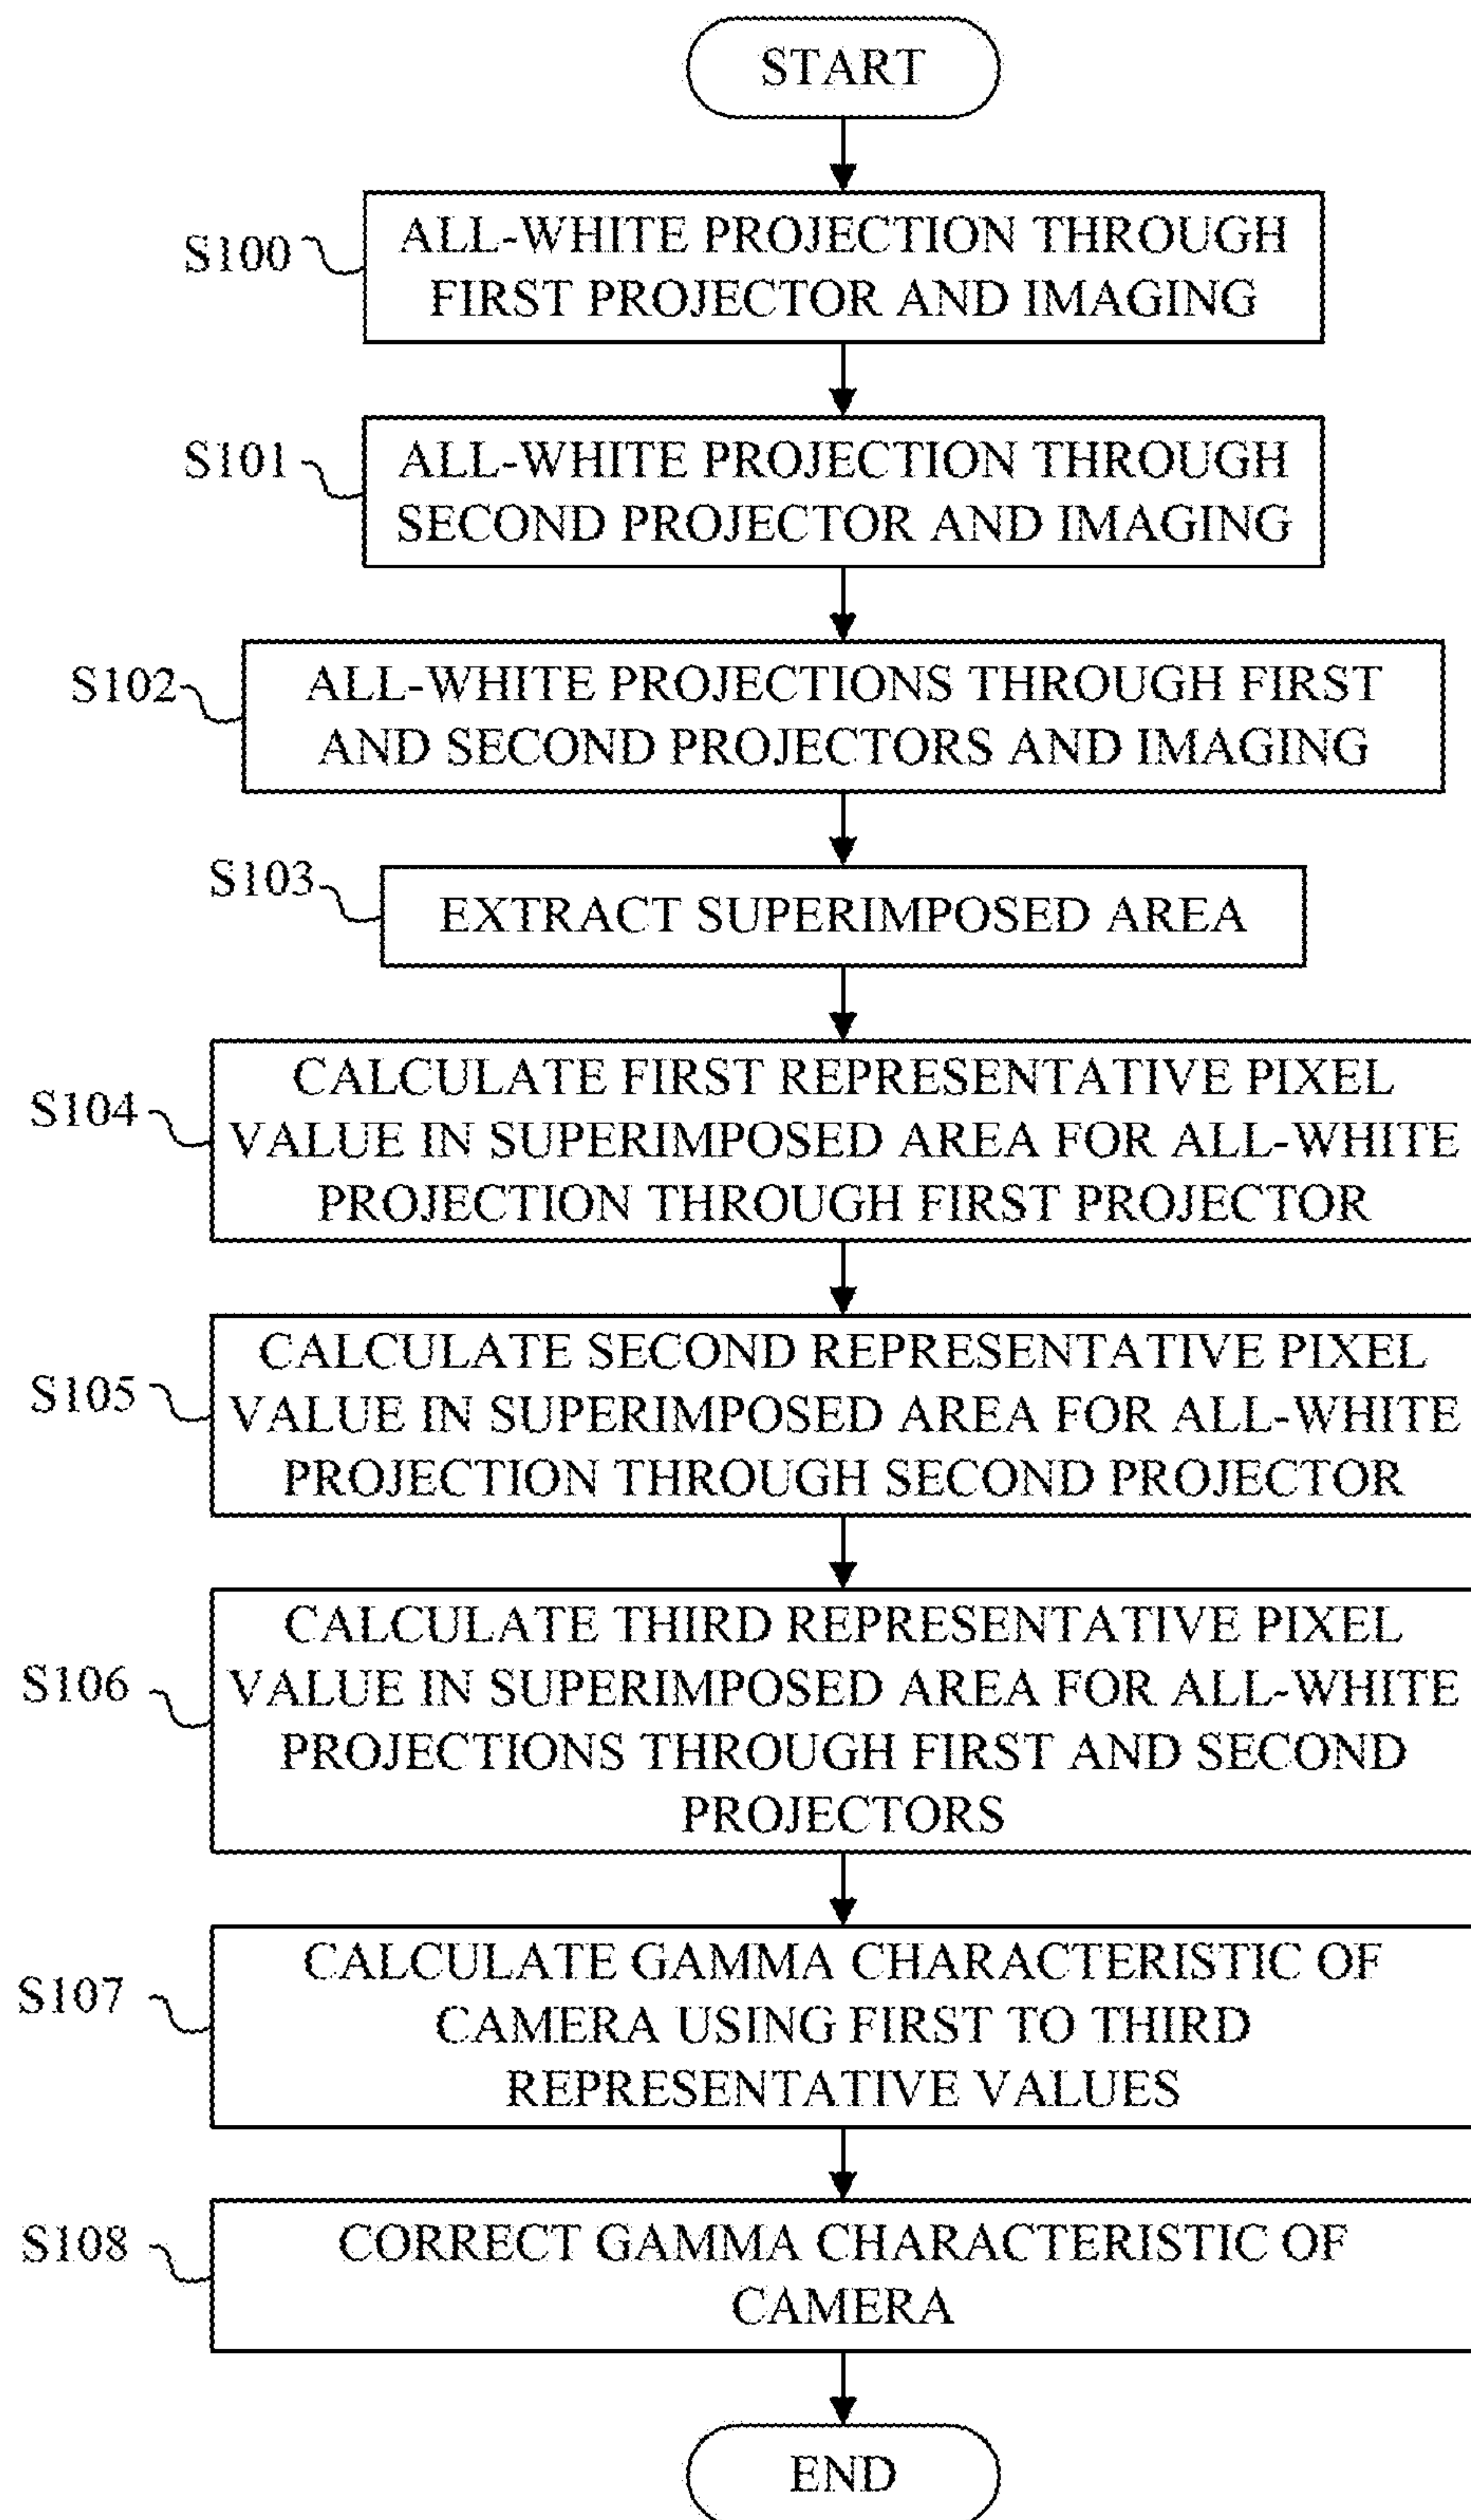 START
S100
ALL-WHITE PROJECTION THROUGH
FIRST PROJECTOR AND IMAGING
S101
ALL-WHITE PROJECTION THROUGH
SECOND PROJECTOR AND IMAGING
S102
ALL-WHITE PROJECTIONS THROUGH FIRST
AND SECOND PROJECTORS AND IMAGING
S103
EXTRACT SUPERIMPOSED AREA
S104
CALCULATE FIRST REPRESENTATIVE PIXEL
VALUE IN SUPERIMPOSED AREA FOR ALL-WHITE
PROJECTION THROUGH FIRST PROJECTOR
S105
CALCULATE SECOND REPRESENTATIVE PIXEL
VALUE IN SUPERIMPOSED AREA FOR ALL-WHITE
PROJECTION THROUGH SECOND PROJECTOR
S106
CALCULATE THIRD REPRESENTATIVE PIXEL
VALUE IN SUPERIMPOSED AREA FOR ALL-WHITE
PROJECTIONS THROUGH FIRST AND SECOND
PROJECTORS
S107
CALCULATE GAMMA CHARACTERISTIC OF
CAMERA USING FIRST TO THIRD
REPRESENTATIVE VALUES
S108
CORRECT GAMMA CHARACTERISTIC OF
CAMERA
END